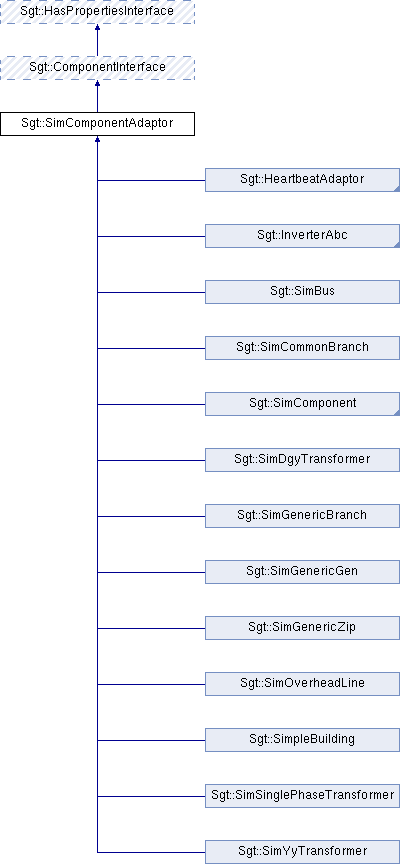 Sgt::HasPropertiesInterface
Sgt::ComponentInterface
Sgt::SimComponentAdaptor
Sgt::HeartbeatAdaptor
Sgt::InverterAbc
Sgt::SimBus
Sgt::SimCommonBranch
Sgt::SimComponent
Sgt::SimDgyTransformer
Sgt::SimGenericBranch
Sgt::SimGenericGen
Sgt::SimGenericZip
Sgt::SimOverheadLine
Sgt::SimpleBuilding
Sgt::SimSinglePhaseTransformer
Sgt::SimYyTransformer